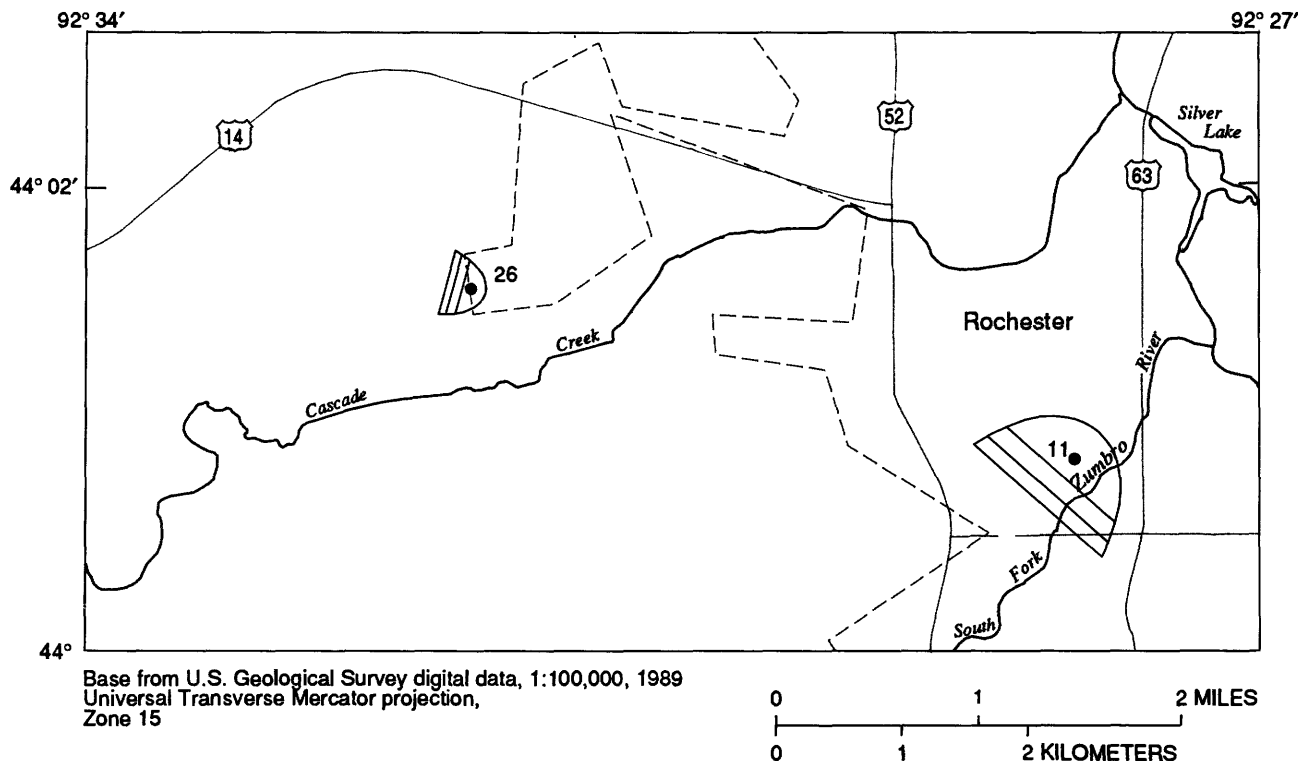 92° 34′
92° 27′
14
52
Silver
Lake
63
44° 02′
26
Rochester
Creek
Cascade
River
11
Zumbro
Fork
South
44°
Base from U.S. Geological Survey digital data, 1:100,000, 1989
Universal Transverse Mercator projection,
Zone 15
0 1 2 MILES
0 1 2 KILOMETERS